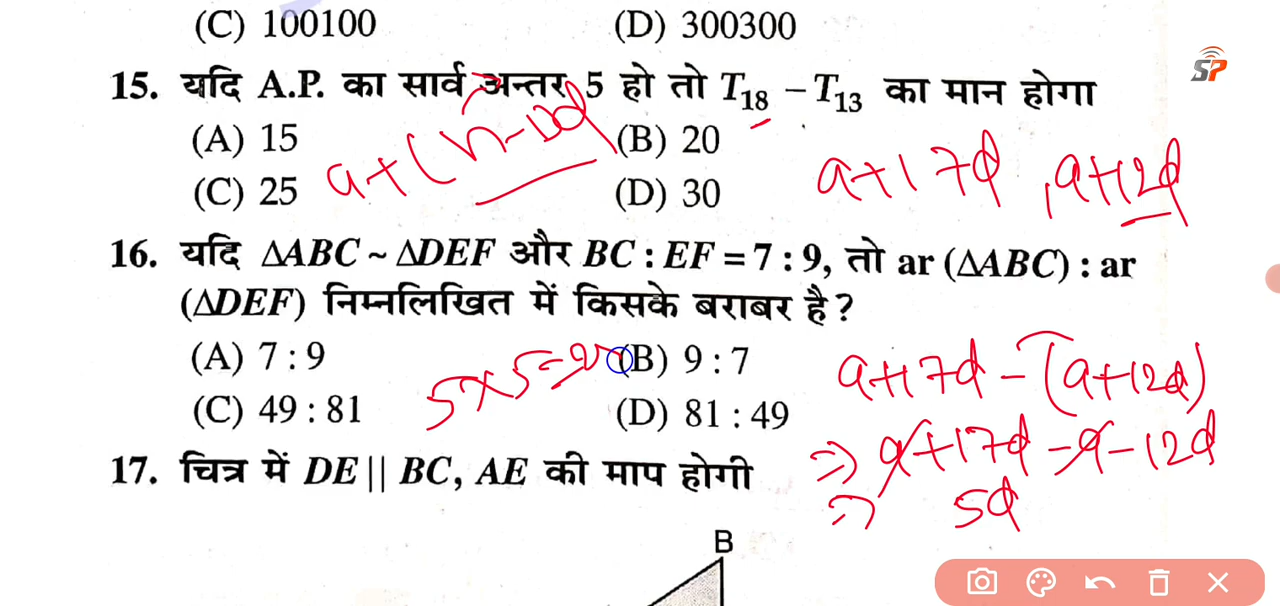 (C) 100100 (D) 300300
SP
15. यदि A.P. का सार्व अन्तर 5 हो तो T18 – T13 का मान होगा
(A) 15 (B) 20
a+(n-1)d
a+17d , a+12d
(C) 25 (D) 30
16. यदि ΔABC ~ ΔDEF और BC : EF = 7 : 9, तो ar (ΔABC) : ar
(ΔDEF) निम्नलिखित में किसके बराबर है ?
(A) 7 : 9 (B) 9 : 7
5×5=25
a+17d - (a+12d)
(C) 49 : 81 (D) 81 : 49
⇒ a+17d -a-12d
17. चित्र में DE || BC, AE की माप होगी
⇒ 5d
B